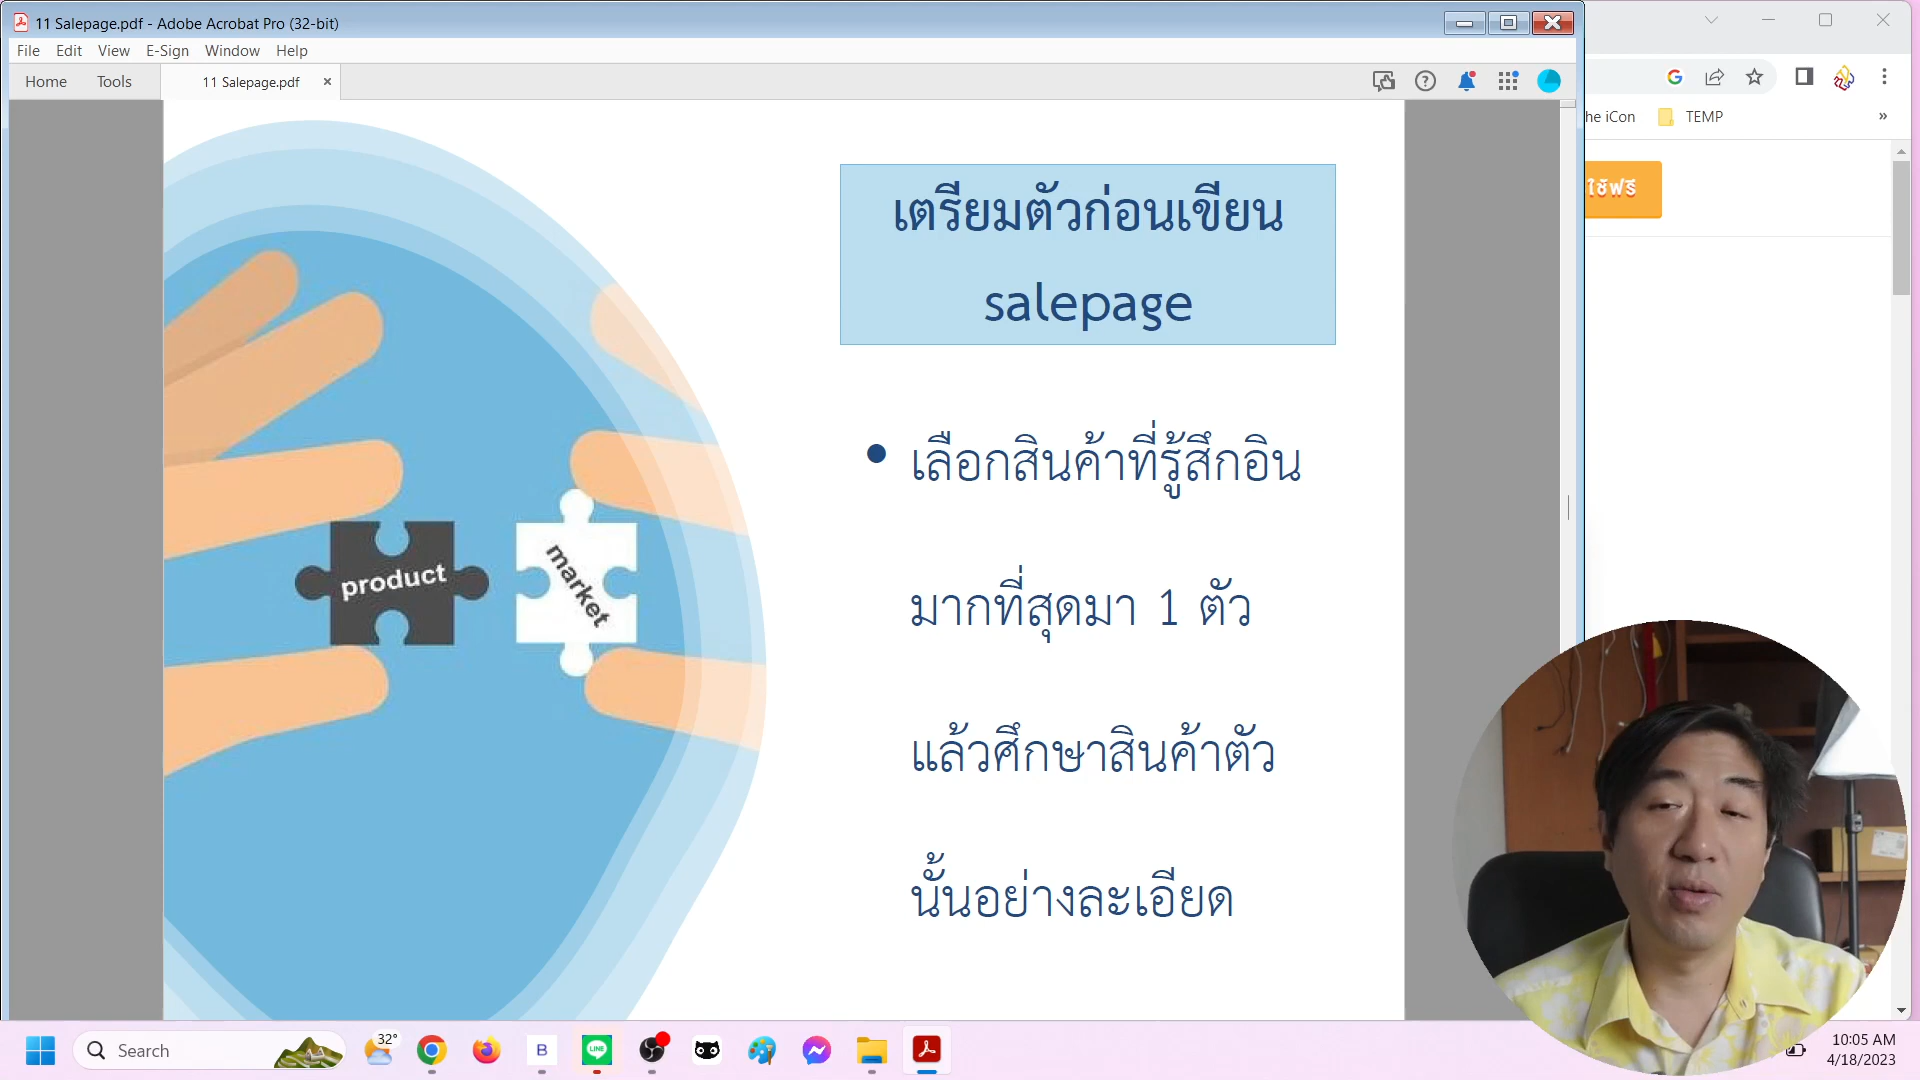 11 Salepage.pdf - Adobe Acrobat Pro (32-bit)
File Edit View E-Sign Window Help
Home Tools 11 Salepage.pdf
he iCon TEMP
ใช้ฟรี
เตรียมตัวก่อนเขียน
salepage
product
market
• เลือกสินค้าที่รู้สึกอิน
มากที่สุดมา 1 ตัว
แล้วศึกษาสินค้าตัว
นั้นอย่างละเอียด
Search
32°
B
LINE
10:05 AM
4/18/2023